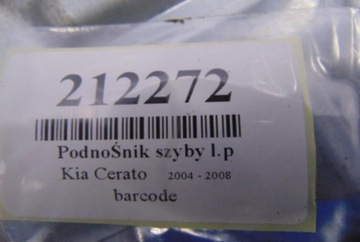 212272
PodnoŚnik szyby l.p
Kia Cerato 2004 - 2008
barcode